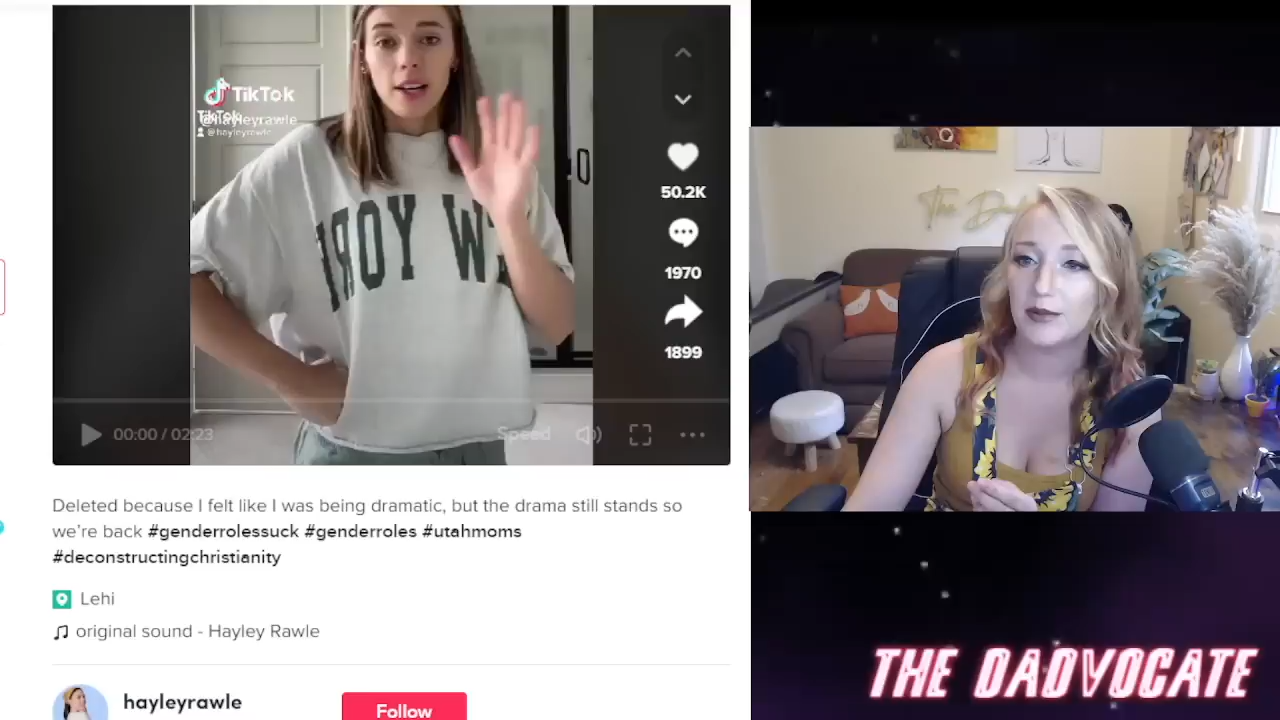 TikTok
@hayleyrawle
TikTok
@hayleyrawle
50.2K
1970
1899
00:00 / 02:23
Speed
Deleted because I felt like I was being dramatic, but the drama still stands so
we're back #genderrolessuck #genderroles #utahmoms
#deconstructingchristianity
Lehi
original sound - Hayley Rawle
hayleyrawle
Follow
THE DADVOCATE